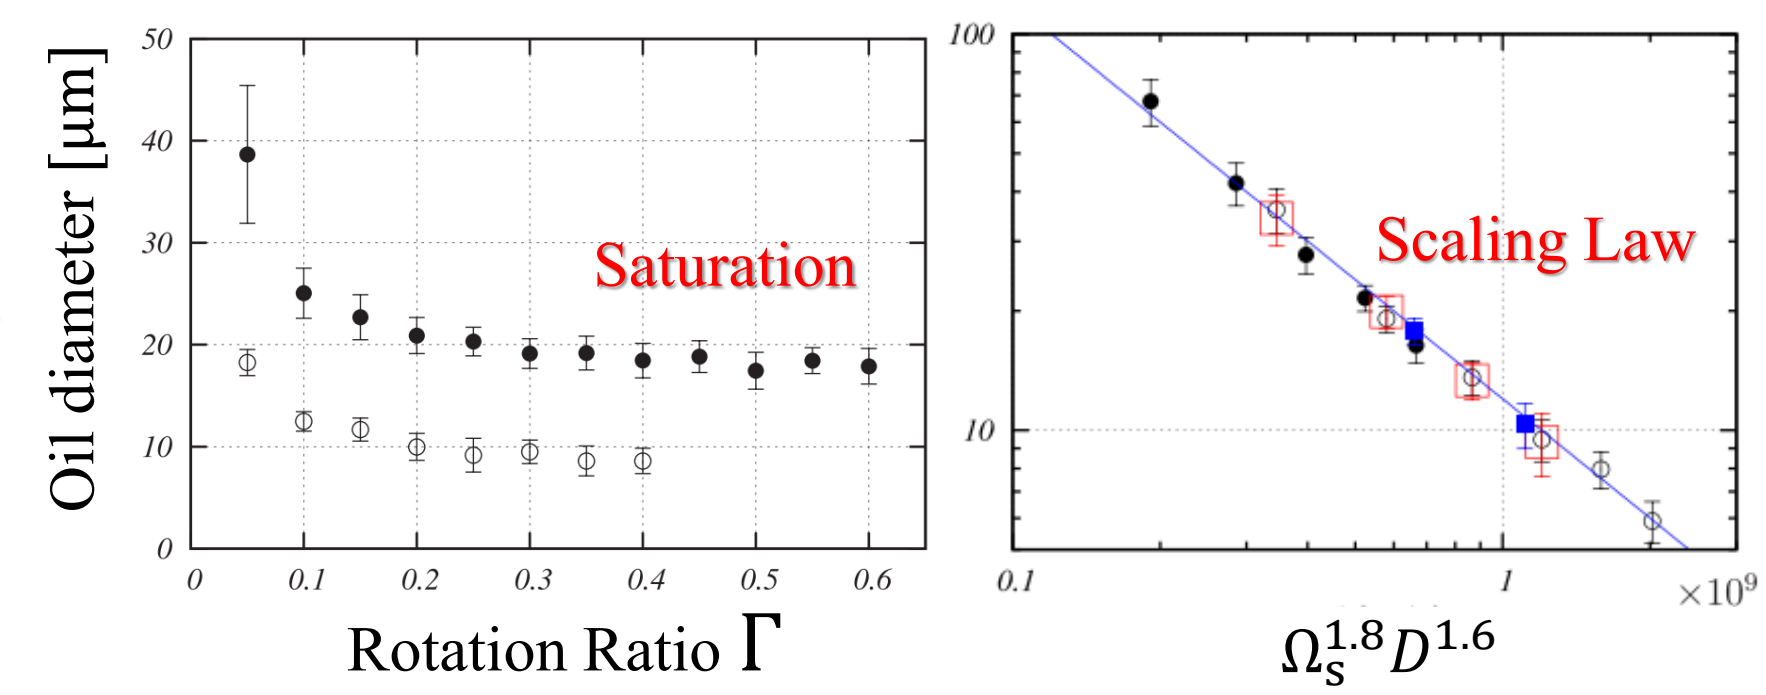 Oil diameter [μm]
50
40
30
20
10
0
0 0.1 0.2 0.3 0.4 0.5 0.6
Saturation
Rotation Ratio Γ
100
10
Scaling Law
0.1 1 ×10⁹
Ωₛ^1.8 D^1.6